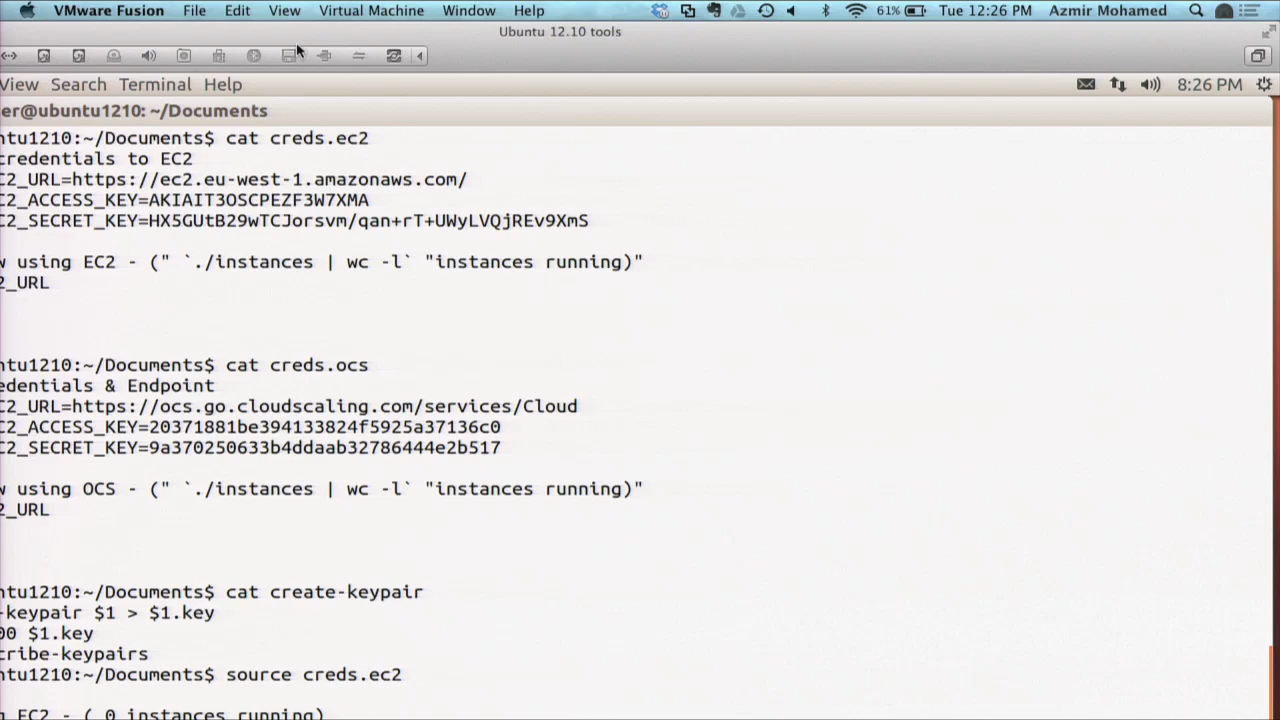 VMware Fusion File Edit View Virtual Machine Window Help 61% Tue 12:26 PM Azmir Mohamed
Ubuntu 12.10 tools
View Search Terminal Help 8:26 PM
er@ubuntu1210: ~/Documents
ntu1210:~/Documents$ cat creds.ec2
credentials to EC2
C2_URL=https://ec2.eu-west-1.amazonaws.com/
C2_ACCESS_KEY=AKIAIT3OSCPEZF3W7XMA
C2_SECRET_KEY=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
w using EC2 - (" `./instances | wc -l` "instances running)"
2_URL
ntu1210:~/Documents$ cat creds.ocs
edentials & Endpoint
C2_URL=https://ocs.go.cloudscaling.com/services/Cloud
C2_ACCESS_KEY=20371881be394133824f5925a37136c0
C2_SECRET_KEY=9a370250633b4ddaab32786444e2b517
w using OCS - (" `./instances | wc -l` "instances running)"
2_URL
ntu1210:~/Documents$ cat create-keypair
-keypair $1 > $1.key
00 $1.key
cribe-keypairs
ntu1210:~/Documents$ source creds.ec2
g EC2 - ( 0 instances running)